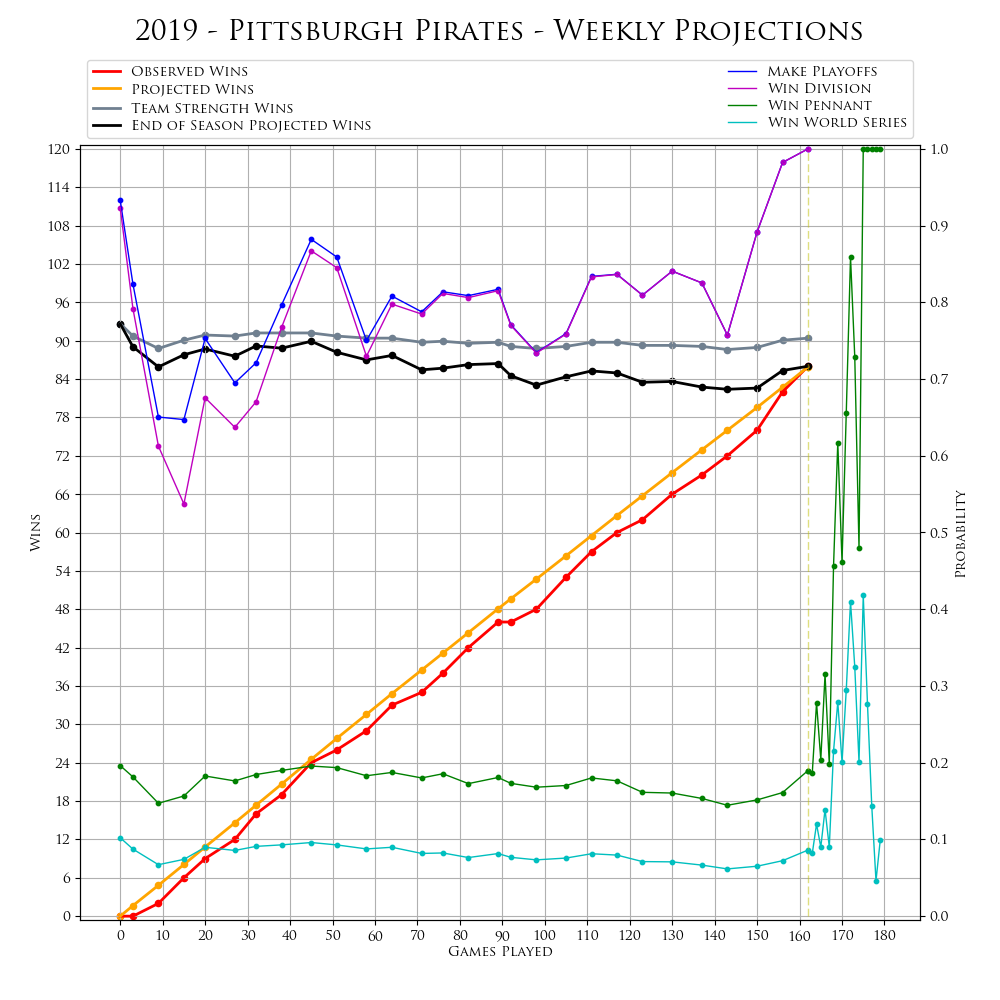 2019 - Pittsburgh Pirates - Weekly Projections
Observed Wins
Projected Wins
Team Strength Wins
End of Season Projected Wins
Make Playoffs
Win Division
Win Pennant
Win World Series
120
114
108
102
96
90
84
78
72
66
60
54
48
42
36
30
24
18
12
6
0
Wins
1.0
0.9
0.8
0.7
0.6
0.5
0.4
0.3
0.2
0.1
0.0
Probability
0 10 20 30 40 50 60 70 80 90 100 110 120 130 140 150 160 170 180
Games Played